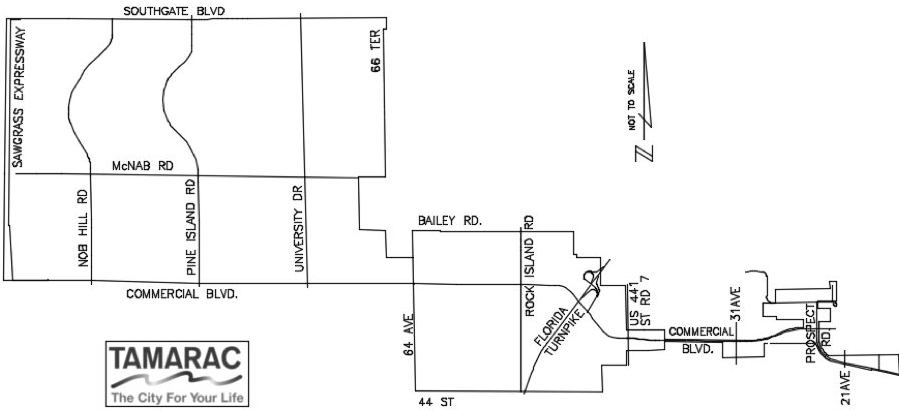 SOUTHGATE BLVD
SAWGRASS EXPRESSWAY
66 TER
NOT TO SCALE
N
McNAB RD
NOB HILL RD
PINE ISLAND RD
UNIVERSITY DR
BAILEY RD.
ROCK ISLAND RD
COMMERCIAL BLVD.
64 AVE
FLORIDA
TURNPIKE
US 441
ST RD 7
31AVE
COMMERCIAL
BLVD.
PROSPECT
RD.
21AVE
44 ST
TAMARAC
The City For Your Life